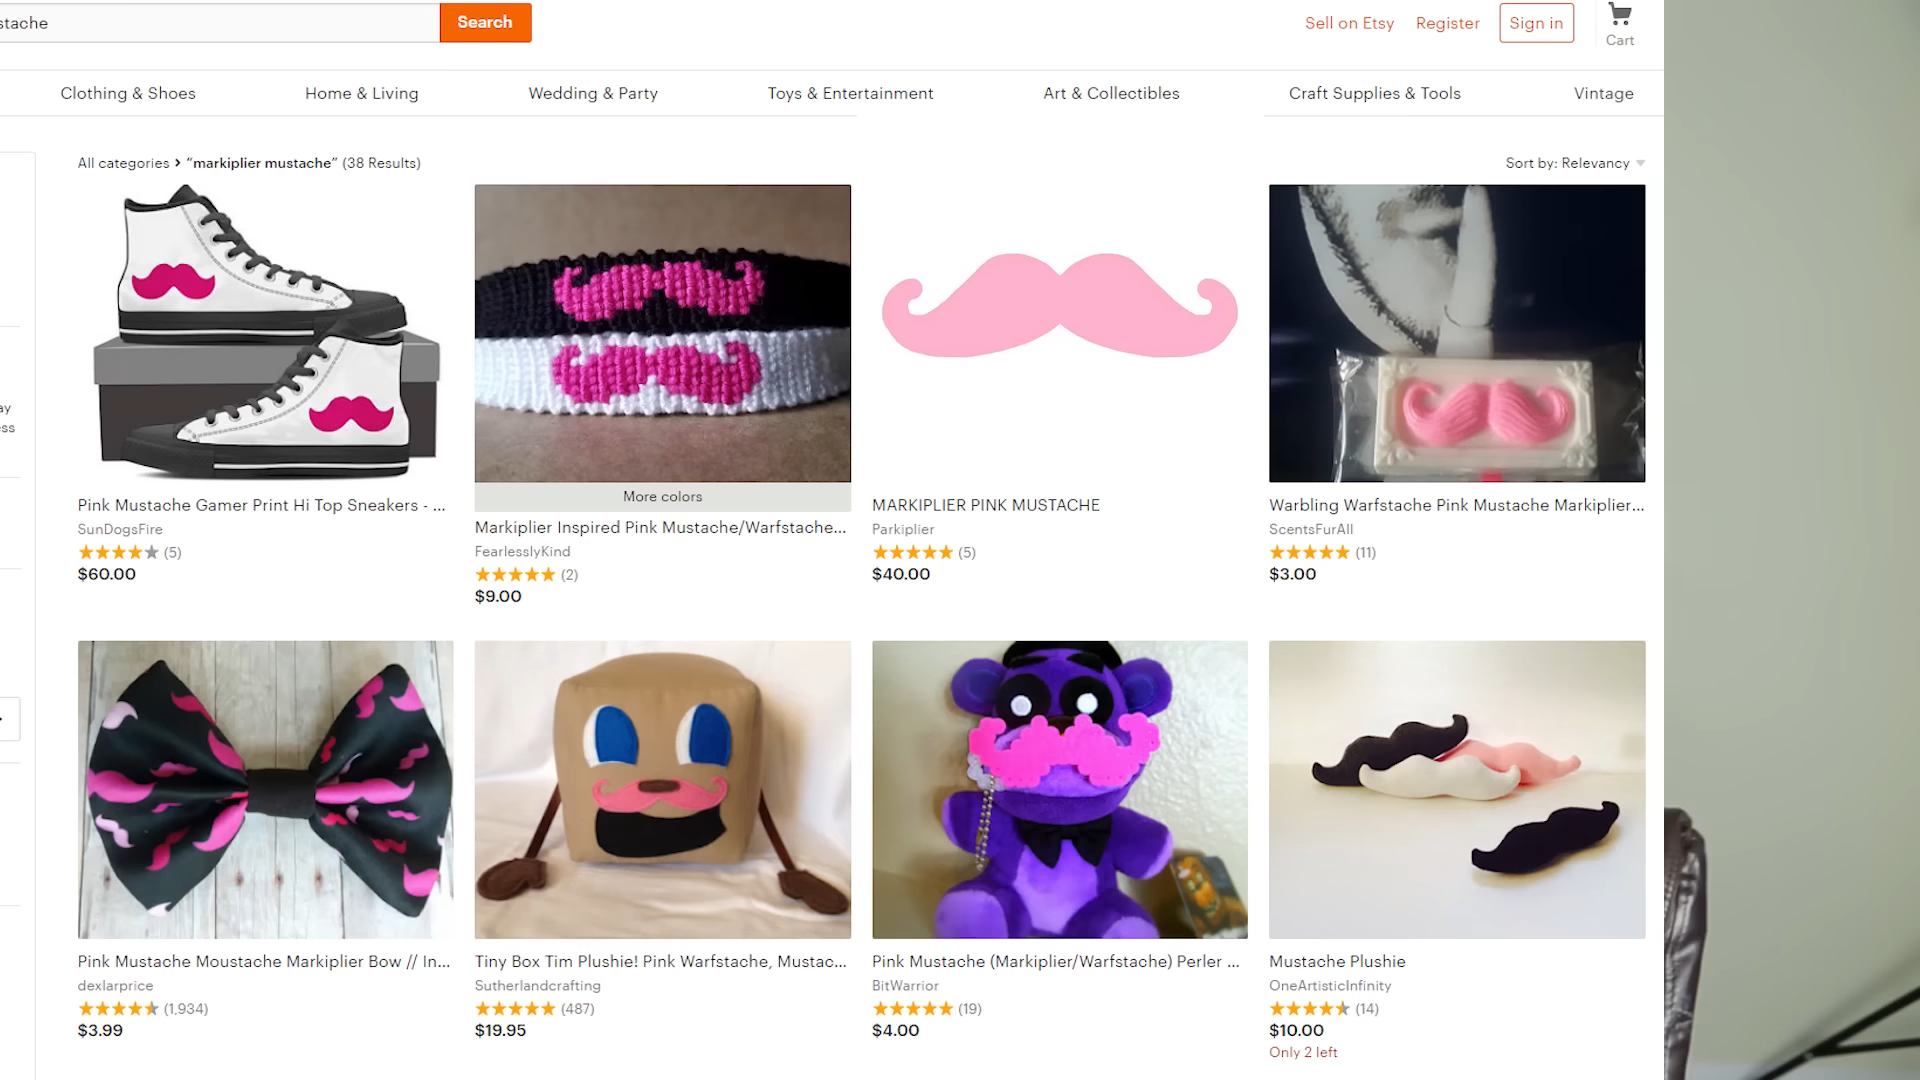 stache
Search
Sell on Etsy
Register
Sign in
Cart
Clothing & Shoes
Home & Living
Wedding & Party
Toys & Entertainment
Art & Collectibles
Craft Supplies & Tools
Vintage
All categories > “markiplier mustache” (38 Results)
Sort by: Relevancy
ay
ess
Pink Mustache Gamer Print Hi Top Sneakers - ...
SunDogsFire
(5)
$60.00
More colors
Markiplier Inspired Pink Mustache/Warfstache...
FearlesslyKind
(2)
$9.00
MARKIPLIER PINK MUSTACHE
Parkiplier
(5)
$40.00
Warbling Warfstache Pink Mustache Markiplier...
ScentsFurAll
(11)
$3.00
Pink Mustache Moustache Markiplier Bow // In...
dexlarprice
(1,934)
$3.99
Tiny Box Tim Plushie! Pink Warfstache, Mustac...
Sutherlandcrafting
(487)
$19.95
Pink Mustache (Markiplier/Warfstache) Perler ...
BitWarrior
(19)
$4.00
Mustache Plushie
OneArtisticInfinity
(14)
$10.00
Only 2 left